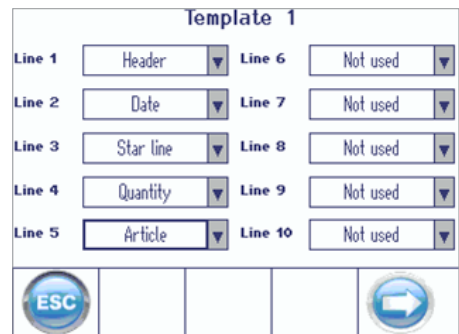 Template 1
Line 1 Header Line 6 Not used
Line 2 Date Line 7 Not used
Line 3 Star line Line 8 Not used
Line 4 Quantity Line 9 Not used
Line 5 Article Line 10 Not used
ESC